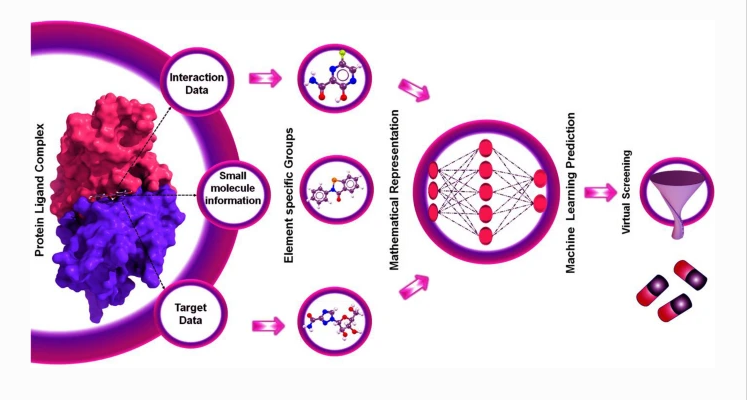 Protein Ligand Complex
Interaction
Data
Small
molecule
information
Target
Data
Element specific Groups
Mathematical Representation
Machine Learning Prediction
Virtual Screening